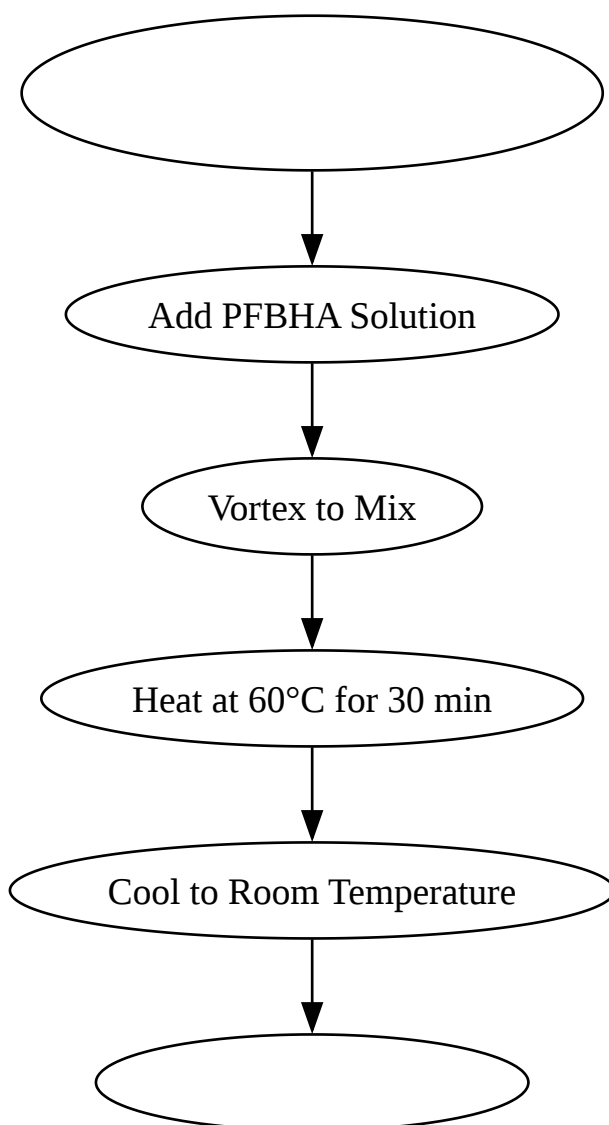 Add PFBHA Solution
Vortex to Mix
Heat at 60°C for 30 min
Cool to Room Temperature